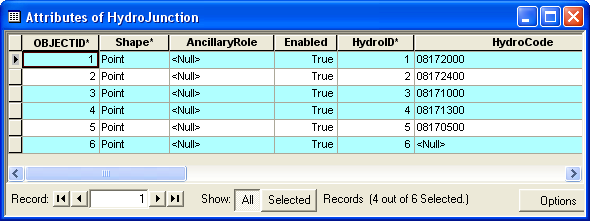 Attributes of HydroJunction
OBJECTID* Shape* AncillaryRole Enabled HydroID* HydroCode
1 Point <Null> True 1 08172000
2 Point <Null> True 2 08172400
3 Point <Null> True 3 08171000
4 Point <Null> True 4 08171300
5 Point <Null> True 5 08170500
6 Point <Null> True 6 <Null>
Record: 1 Show: All Selected Records (4 out of 6 Selected.) Options